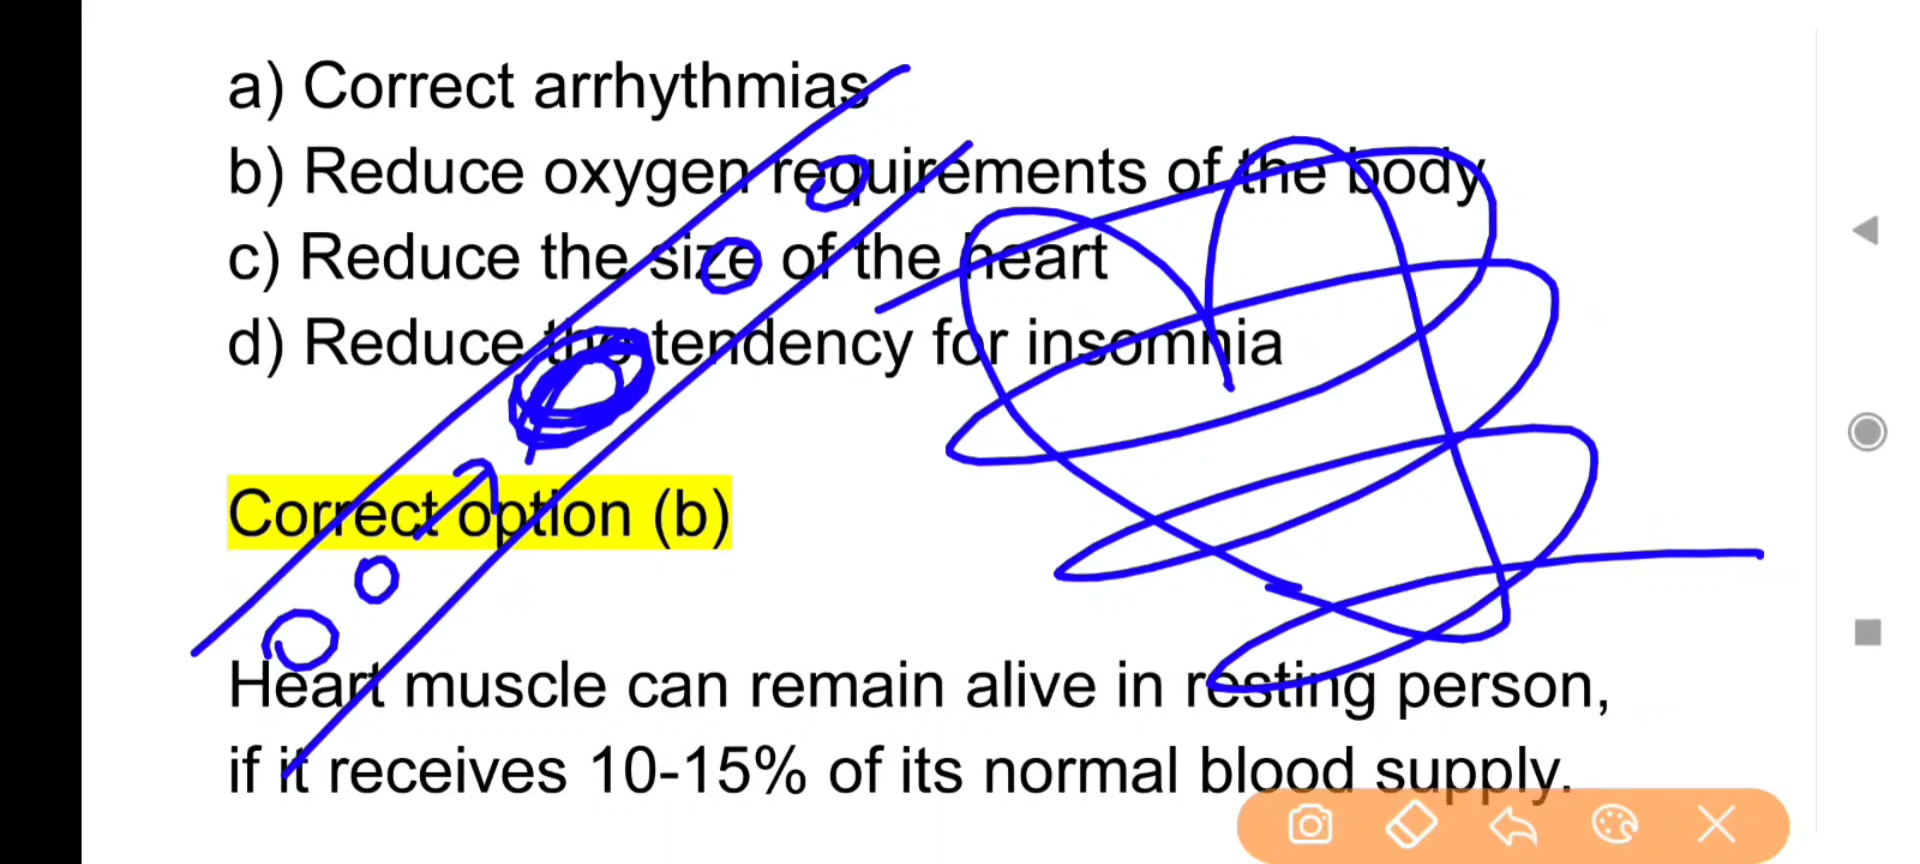 a) Correct arrhythmias
b) Reduce oxygen requirements of the body
c) Reduce the size of the heart
d) Reduce the tendency for insomnia
Correct option (b)
Heart muscle can remain alive in resting person,
if it receives 10-15% of its normal blood supply.